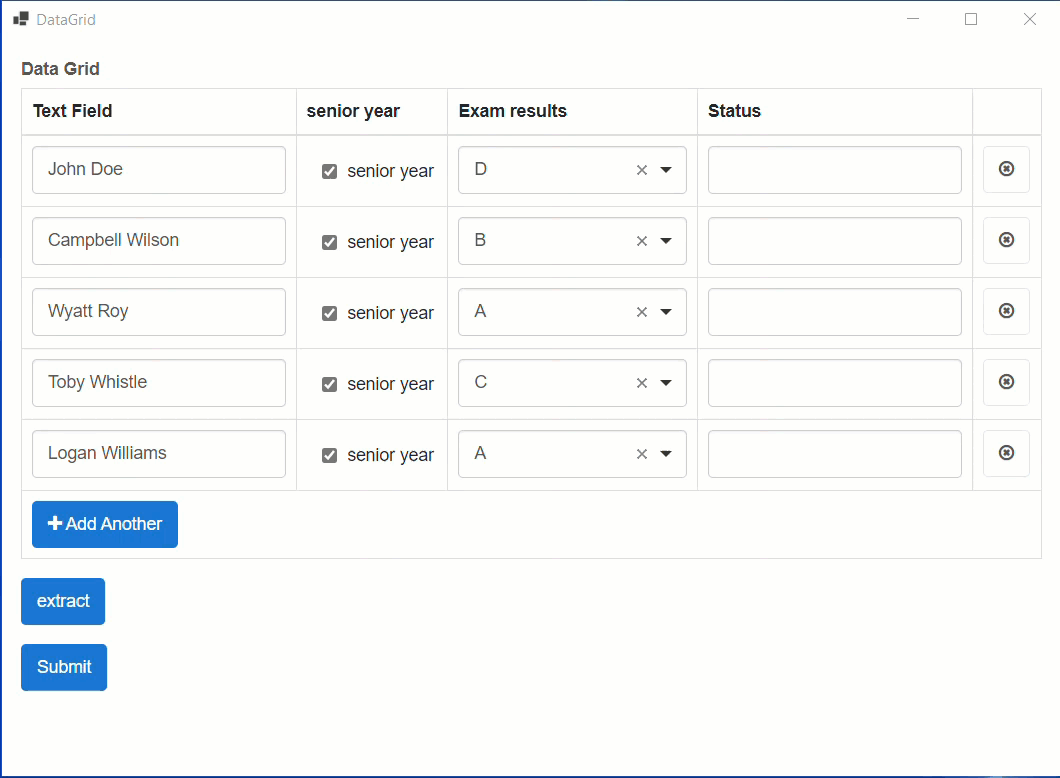 DataGrid
Data Grid
Text Field senior year Exam results Status
John Doe senior year D
Campbell Wilson senior year B
Wyatt Roy senior year A
Toby Whistle senior year C
Logan Williams senior year A
Add Another
extract
Submit